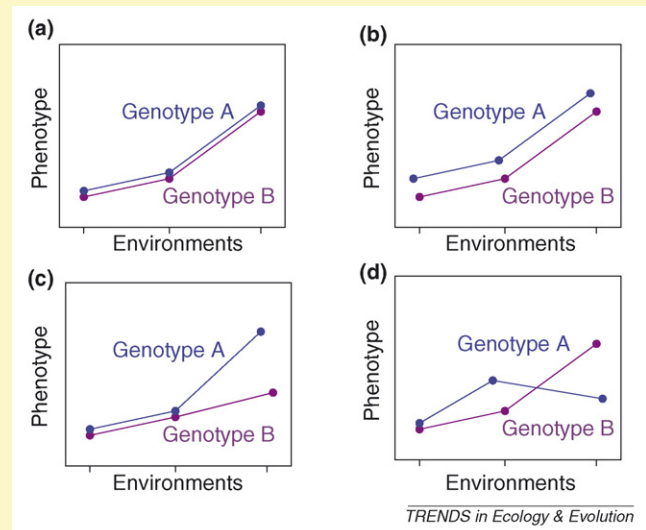 (a)
Phenotype
Genotype A
Genotype B
Environments
(b)
Phenotype
Genotype A
Genotype B
Environments
(c)
Phenotype
Genotype A
Genotype B
Environments
(d)
Phenotype
Genotype A
Genotype B
Environments
TRENDS in Ecology & Evolution